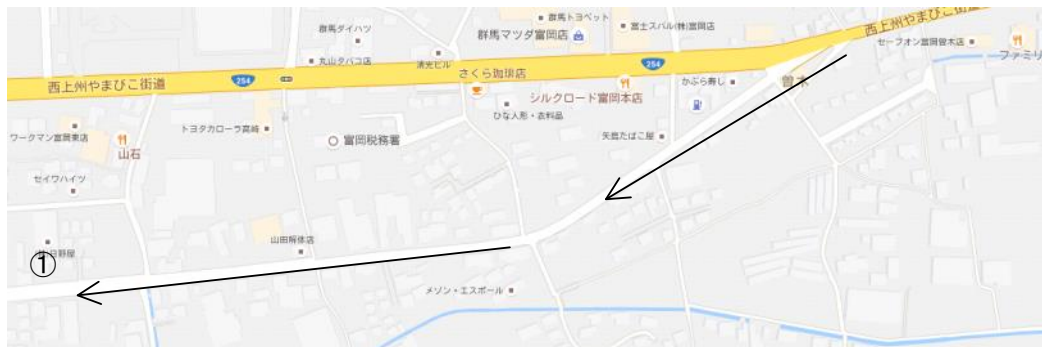 西上州やまびこ街道
群馬トヨペット
富士スバル(株)富岡店
群馬ダイハツ
群馬マツダ富岡店
セーブオン富岡曽木店
ファミリ
丸山タバコ店
清光ビル
さくら珈琲店
254
254
西上州やまびこ街道
かぶら寿し
曽木
シルクロード富岡本店
ひな人形・衣料品
トヨタカローラ高崎
ワークマン富岡東店
富岡税務署
矢島たばこ屋
山石
セイワハイツ
山田解体店
日野屋
①
メゾン・エスポール